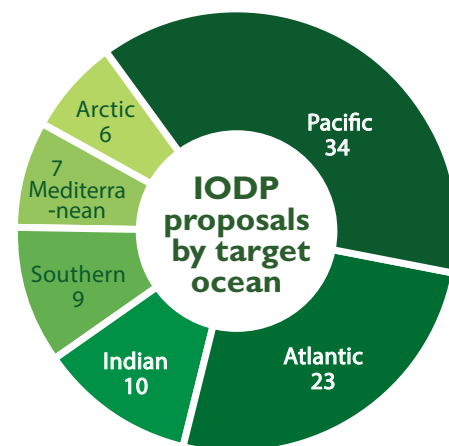 IODP
proposals
by target
ocean
Pacific
34
Atlantic
23
Indian
10
Southern
9
7
Mediterra
-nean
Arctic
6